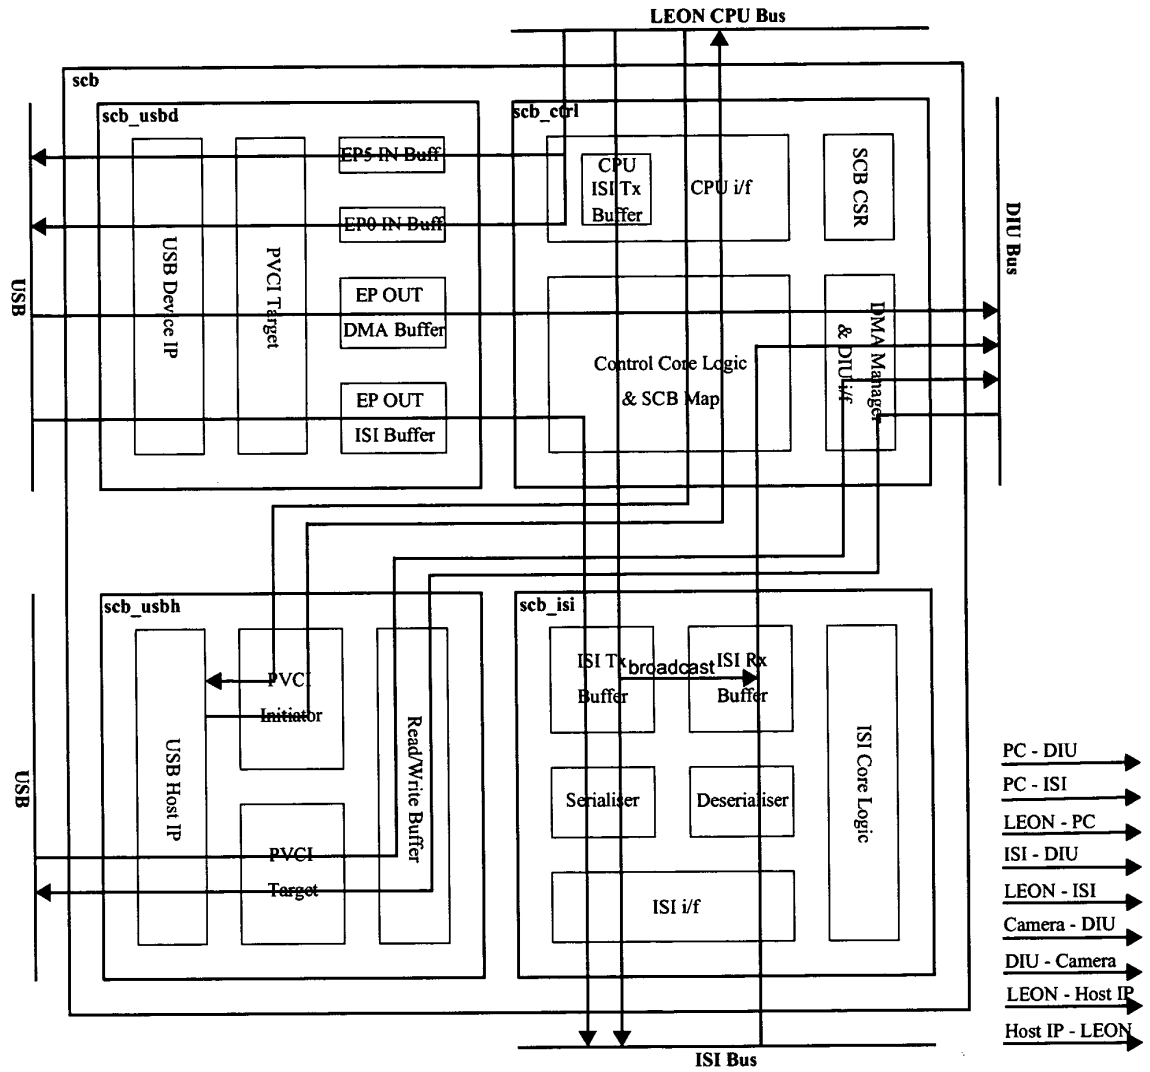 LEON CPU Bus
scb
scb_usbd
USB Device IP
PVCI Target
EP5 IN Buff
EP0 IN Buff
EP OUT
DMA Buffer
EP OUT
ISI Buffer
USB
scb_ctrl
CPU
ISI Tx
Buffer
CPU i/f
SCB CSR
Control Core Logic
& SCB Map
DMA Manager
& DIU i/f
DIU Bus
scb_usbh
USB Host IP
PVCI
Initiator
PVCI
Target
Read/Write Buffer
USB
scb_isi
ISI Tx
Buffer
broadcast
ISI Rx
Buffer
Serialiser
Deserialiser
ISI i/f
ISI Core Logic
ISI Bus
PC - DIU
PC - ISI
LEON - PC
ISI - DIU
LEON - ISI
Camera - DIU
DIU - Camera
LEON - Host IP
Host IP - LEON